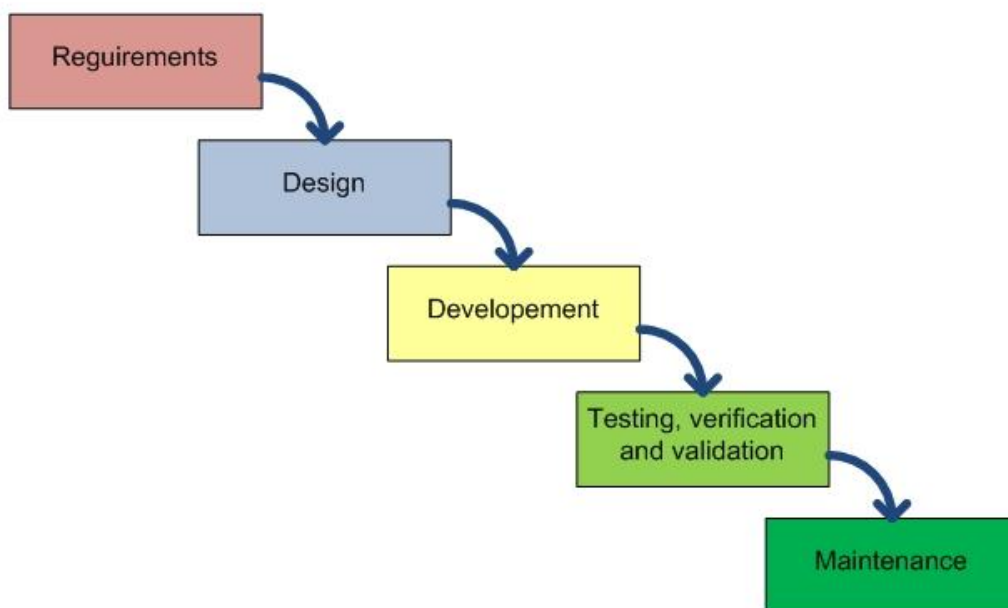 Reguirements
Design
Developement
Testing, verification
and validation
Maintenance